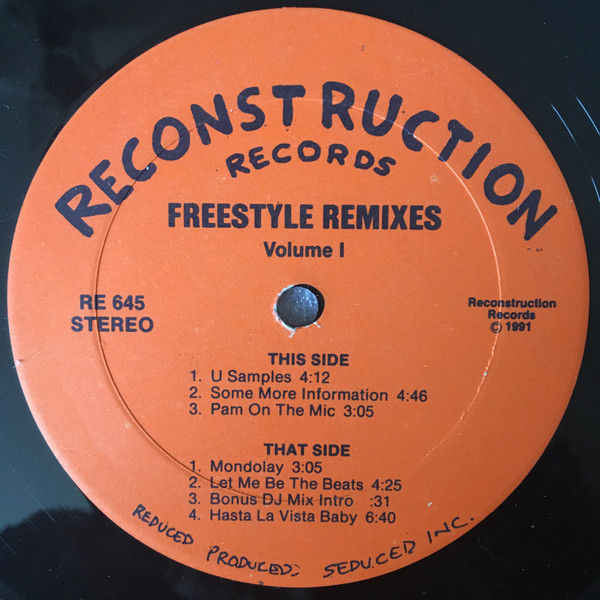 RECONSTRUCTION
RECORDS
FREESTYLE REMIXES
Volume I
RE 645
STEREO
Reconstruction
Records
© 1991
THIS SIDE
1. U Samples 4:12
2. Some More Information 4:46
3. Pam On The Mic 3:05
THAT SIDE
1. Mondolay 3:05
2. Let Me Be The Beats 4:25
3. Bonus DJ Mix Intro :31
4. Hasta La Vista Baby 6:40
REDUCED PRODUCED, SEDUCED INC.